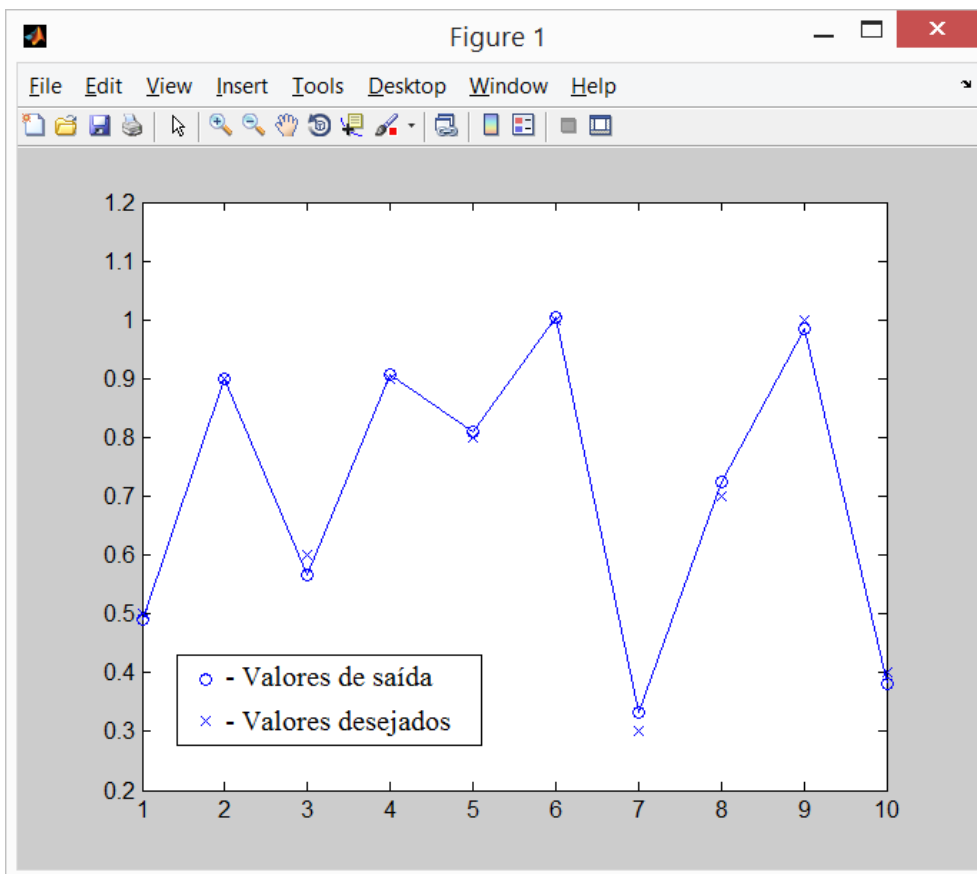 Figure 1
File Edit View Insert Tools Desktop Window Help
1.2
1.1
1
0.9
0.8
0.7
0.6
0.5
0.4
0.3
0.2
- Valores de saída
- Valores desejados
1 2 3 4 5 6 7 8 9 10